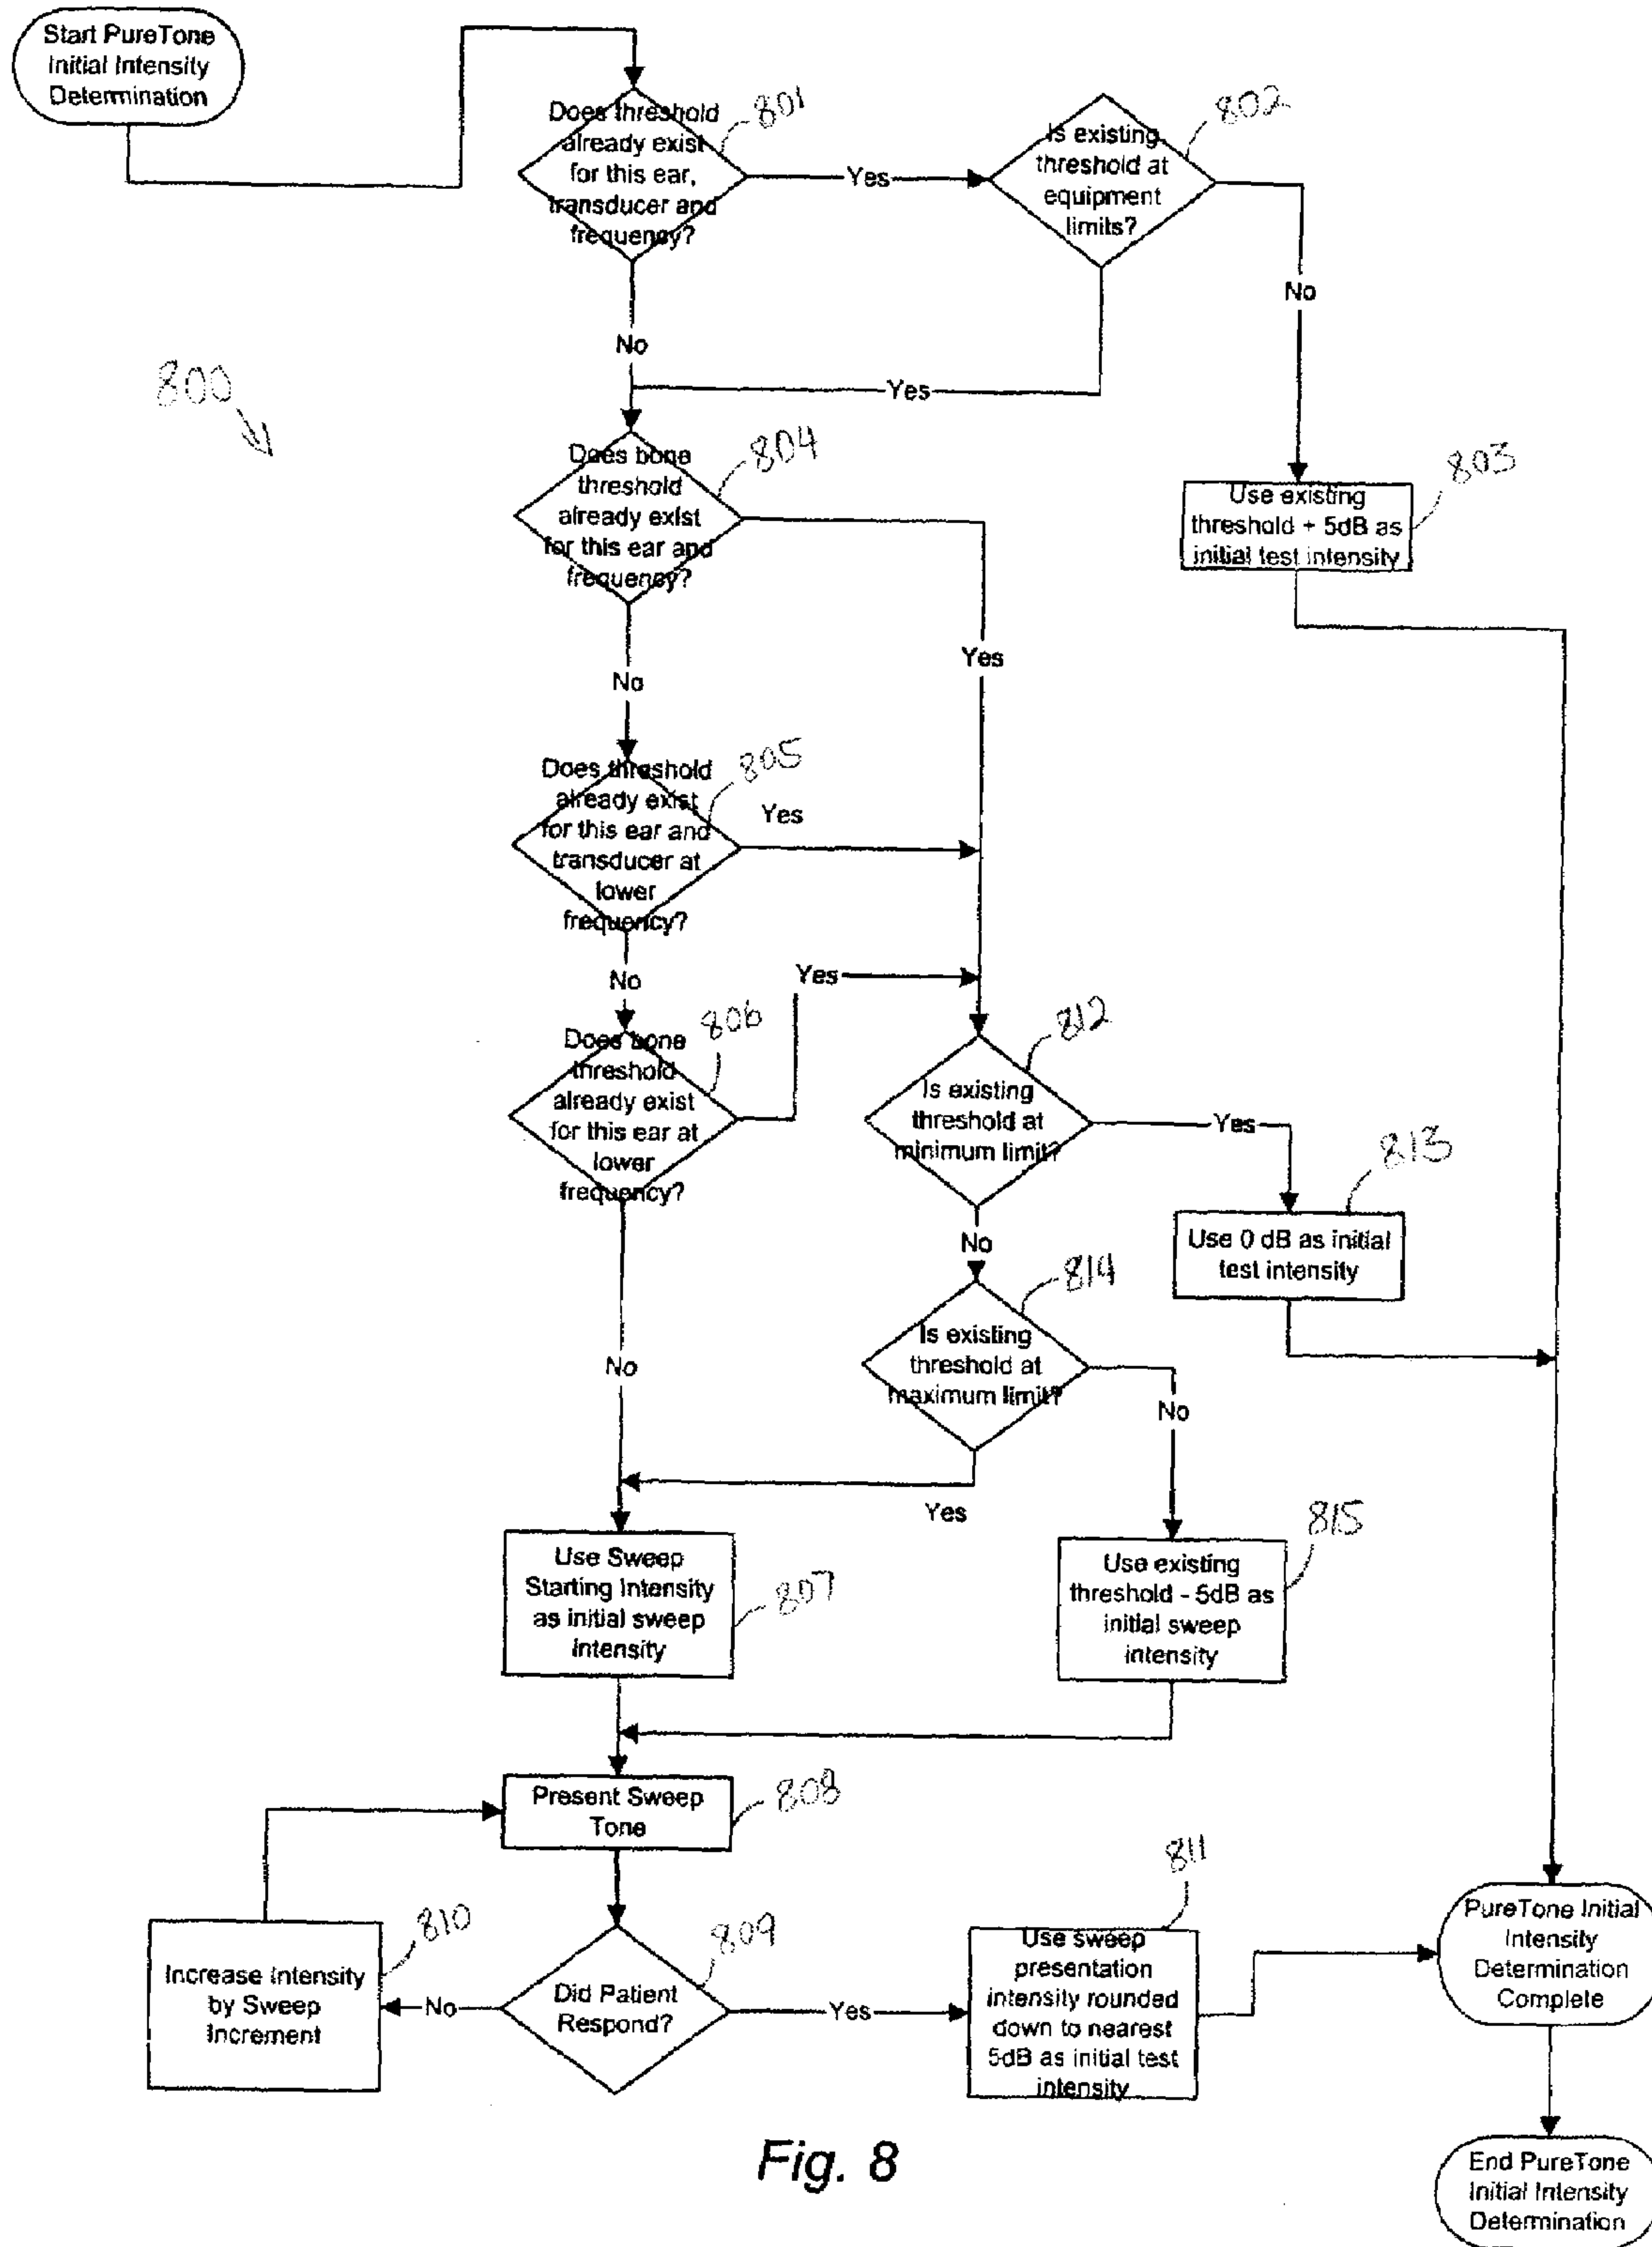 Start PureTone
Initial Intensity
Determination
Does threshold
already exist
for this ear,
transducer and
frequency?
801
Yes
Is existing
threshold at
equipment
limits?
802
No
No
Yes
800
Does bone
threshold
already exist
for this ear and
frequency?
804
Use existing
threshold + 5dB as
initial test intensity
803
Yes
No
Does threshold
already exist
for this ear and
transducer at
lower
frequency?
805
Yes
No
Yes
Does bone
threshold
already exist
for this ear at
lower
frequency?
806
Is existing
threshold at
minimum limit?
812
Yes
813
Use 0 dB as initial
test intensity
No
No
Is existing
threshold at
maximum limit?
814
No
Yes
Use Sweep
Starting Intensity
as initial sweep
Intensity
807
Use existing
threshold - 5dB as
initial sweep
intensity
815
Present Sweep
Tone
808
Increase Intensity
by Sweep
Increment
810
No
Did Patient
Respond?
809
Yes
Use sweep
presentation
intensity rounded
down to nearest
5dB as initial test
intensity
811
PureTone Initial
Intensity
Determination
Complete
End PureTone
Initial Intensity
Determination
Fig. 8